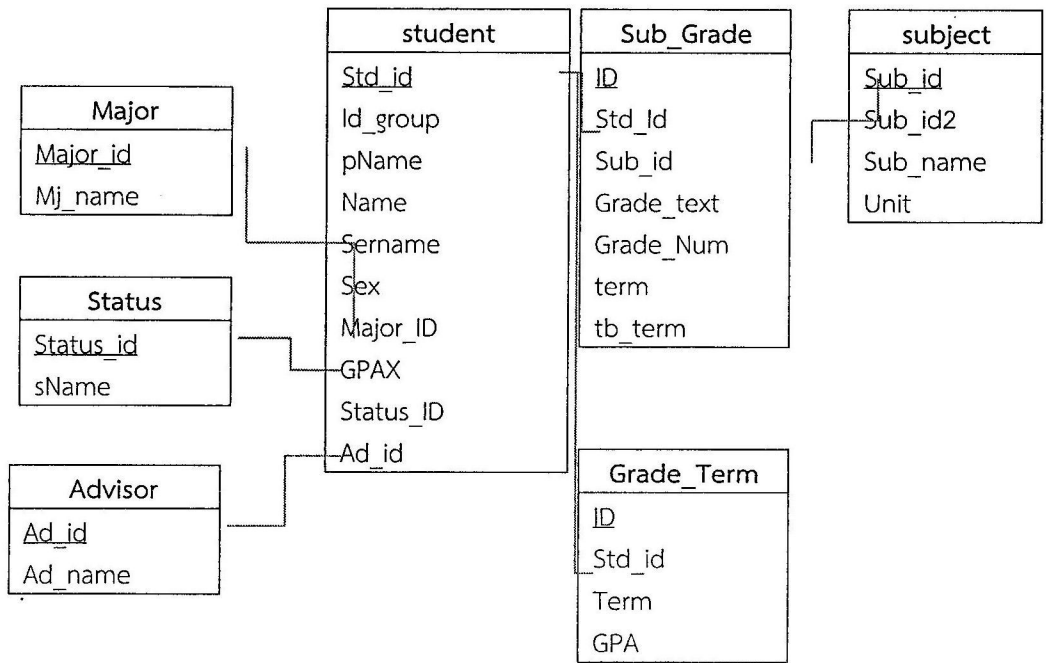 Major
Major_id
Mj_name
Status
Status_id
sName
Advisor
Ad_id
Ad_name
student
Std_id
Id_group
pName
Name
Sername
Sex
Major_ID
GPAX
Status_ID
Ad_id
Sub_Grade
ID
Std_Id
Sub_id
Grade_text
Grade_Num
term
tb_term
Grade_Term
ID
Std_id
Term
GPA
subject
Sub_id
Sub_id2
Sub_name
Unit